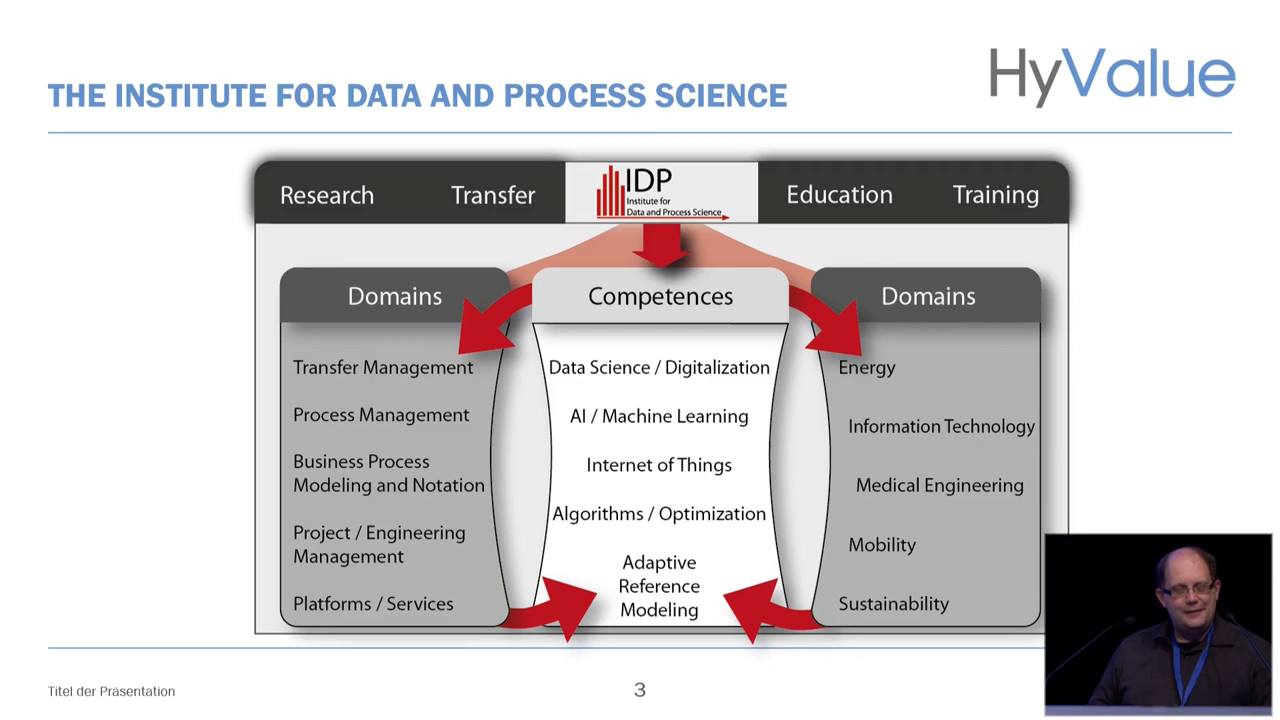 HyValue
THE INSTITUTE FOR DATA AND PROCESS SCIENCE
Research
Transfer
IDP
Institute for
Data and Process Science
Education
Training
Domains
Transfer Management
Process Management
Business Process
Modeling and Notation
Project / Engineering
Management
Platforms / Services
Competences
Data Science / Digitalization
AI / Machine Learning
Internet of Things
Algorithms / Optimization
Adaptive
Reference
Modeling
Domains
Energy
Information Technology
Medical Engineering
Mobility
Sustainability
Titel der Prasentation
3